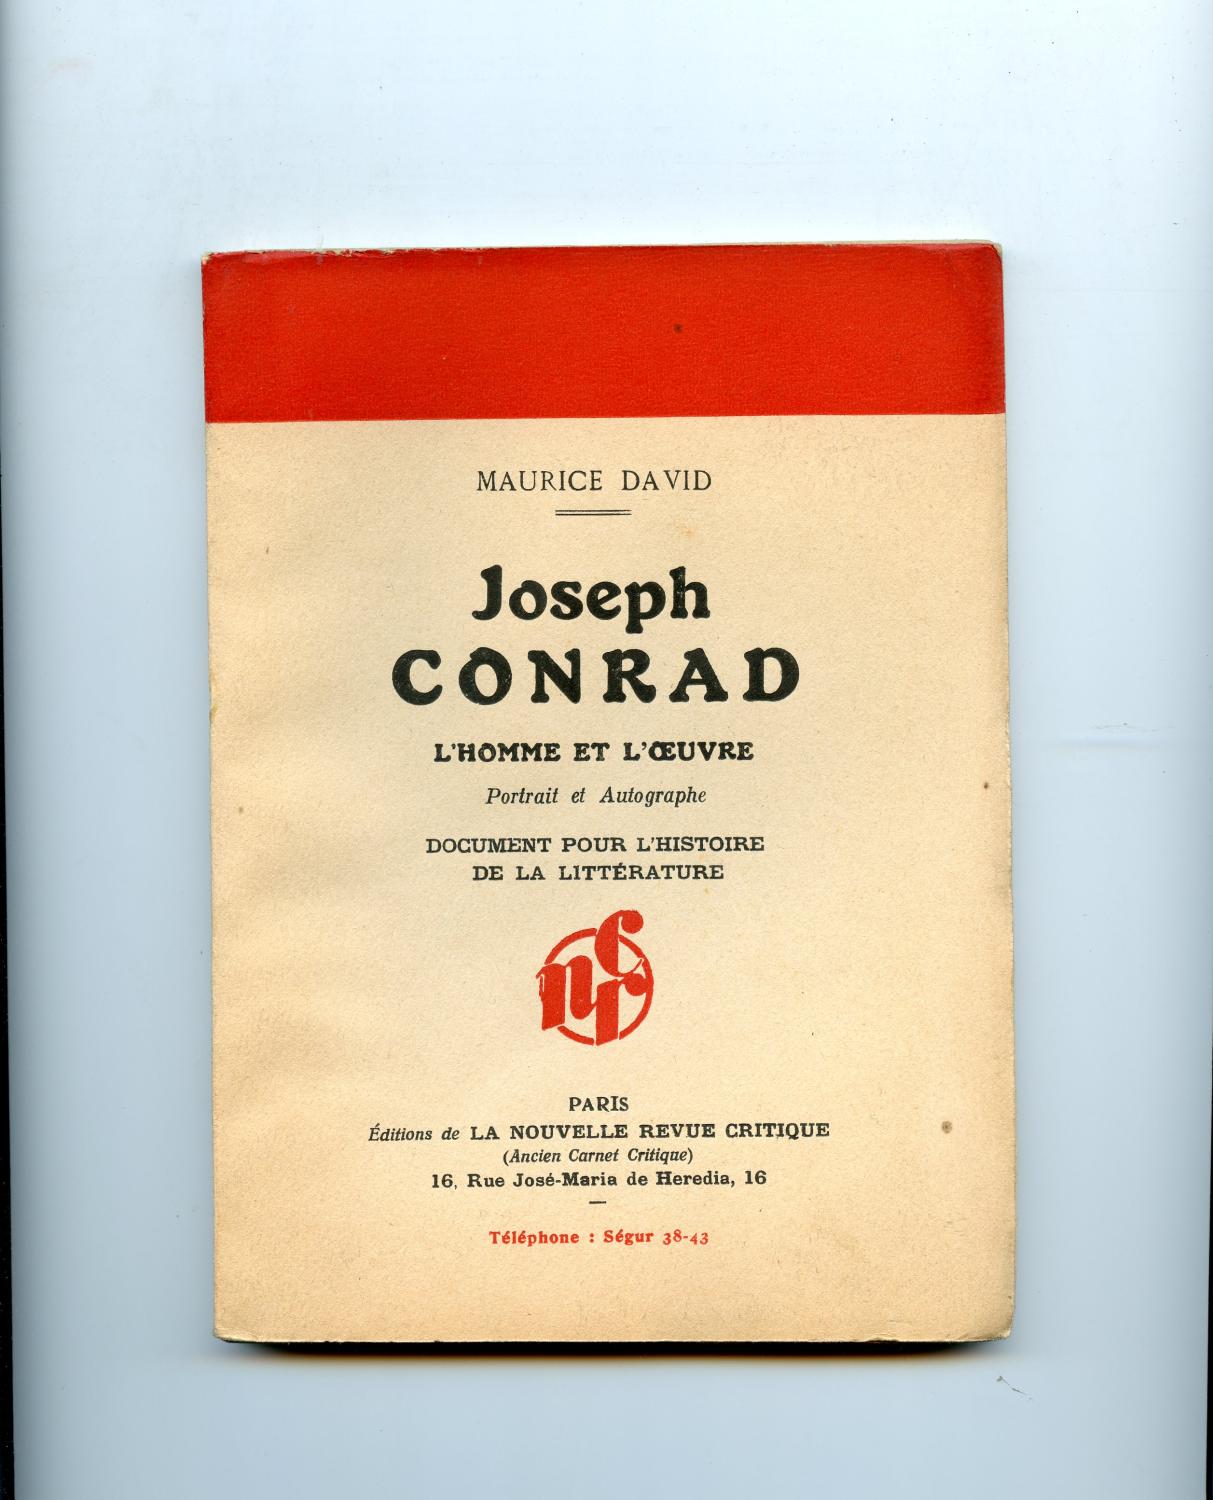 MAURICE DAVID
Joseph
CONRAD
L'HOMME ET L'ŒUVRE
Portrait et Autographe
DOCUMENT POUR L'HISTOIRE
DE LA LITTÉRATURE
nrc
PARIS
Éditions de LA NOUVELLE REVUE CRITIQUE
(Ancien Carnet Critique)
16, Rue José-Maria de Heredia, 16
Téléphone : Ségur 38-43